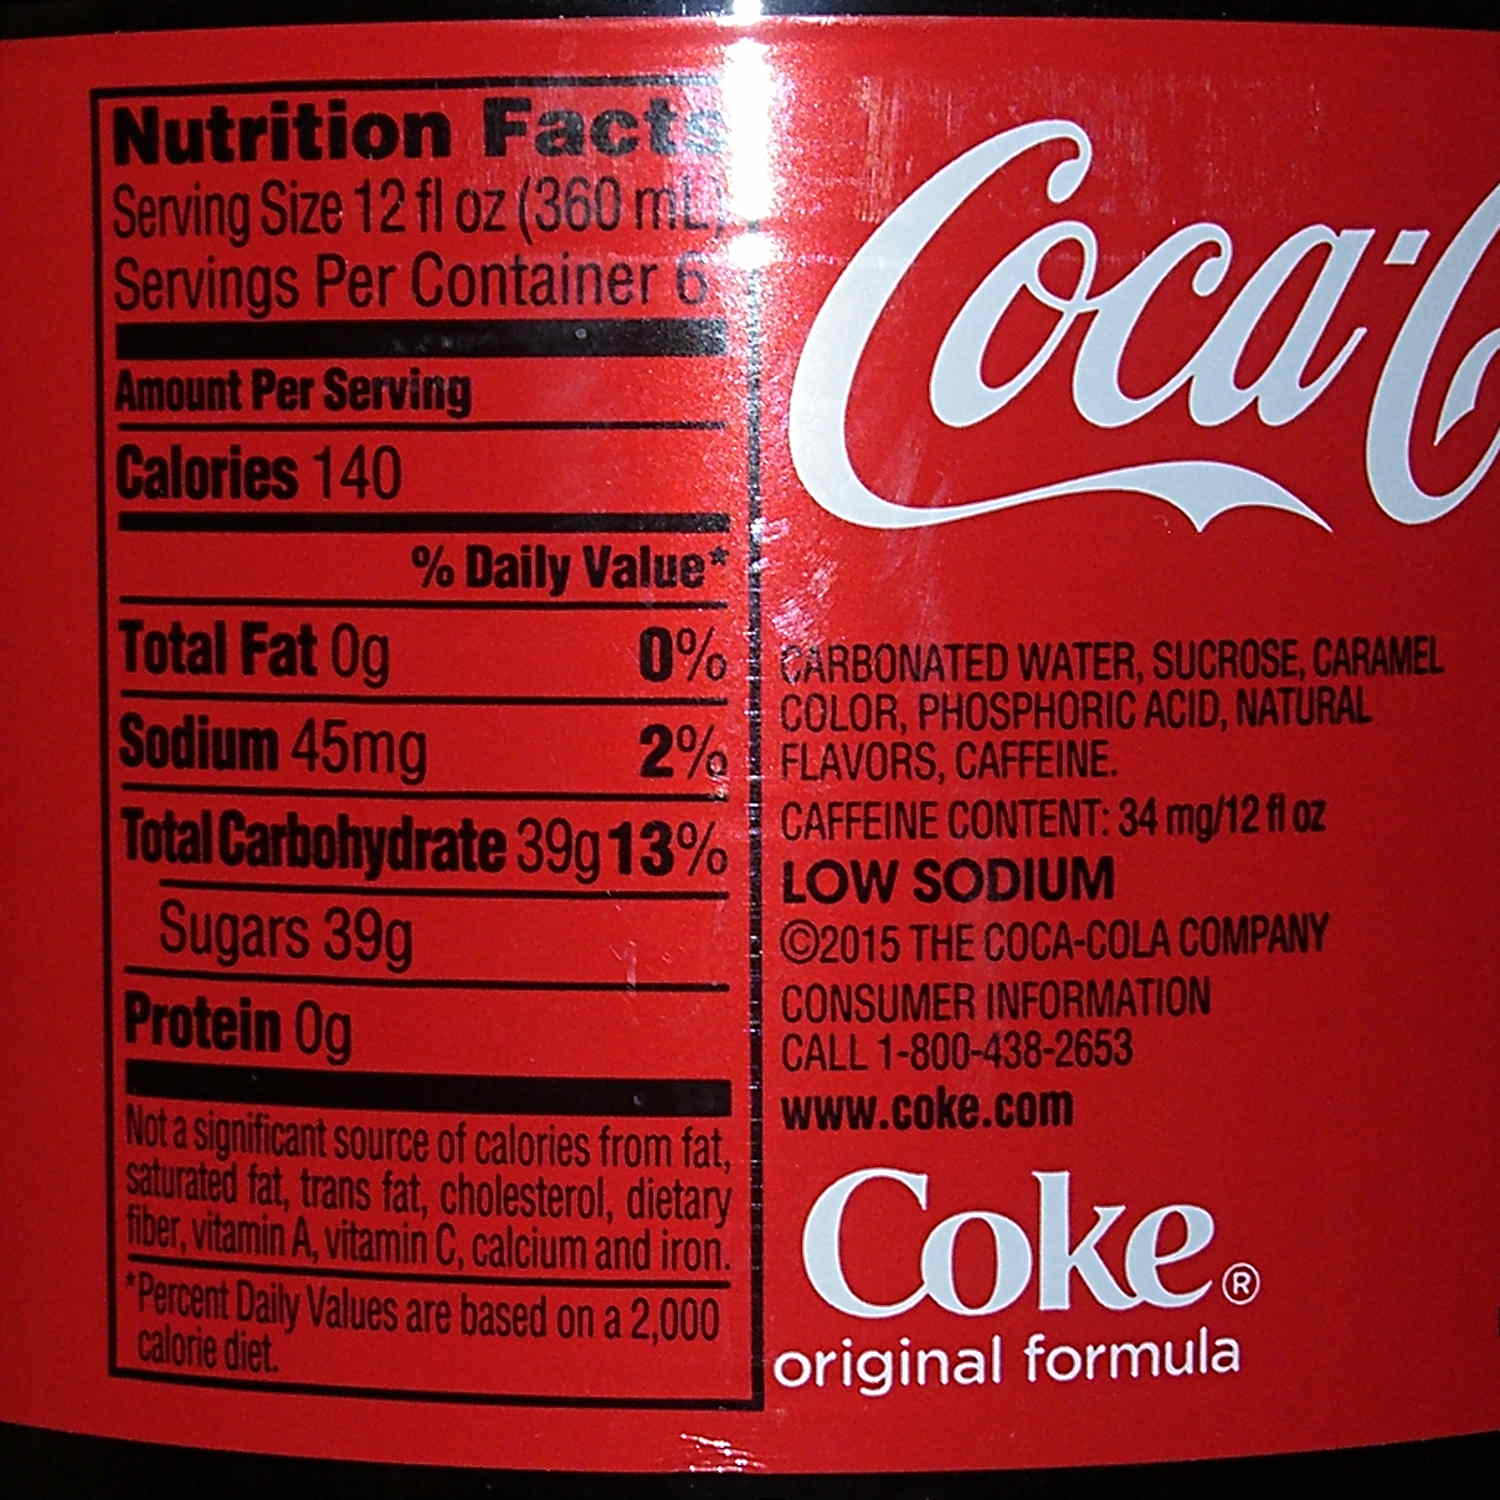 Nutrition Facts
Serving Size 12 fl oz (360 mL)
Servings Per Container 6
Amount Per Serving
Calories 140
% Daily Value*
Total Fat 0g 0%
Sodium 45mg 2%
Total Carbohydrate 39g 13%
Sugars 39g
Protein 0g
Not a significant source of calories from fat,
saturated fat, trans fat, cholesterol, dietary
fiber, vitamin A, vitamin C, calcium and iron.
*Percent Daily Values are based on a 2,000
calorie diet.
Coca-C
CARBONATED WATER, SUCROSE, CARAMEL
COLOR, PHOSPHORIC ACID, NATURAL
FLAVORS, CAFFEINE.
CAFFEINE CONTENT: 34 mg/12 fl oz
LOW SODIUM
©2015 THE COCA-COLA COMPANY
CONSUMER INFORMATION
CALL 1-800-438-2653
www.coke.com
Coke®
original formula